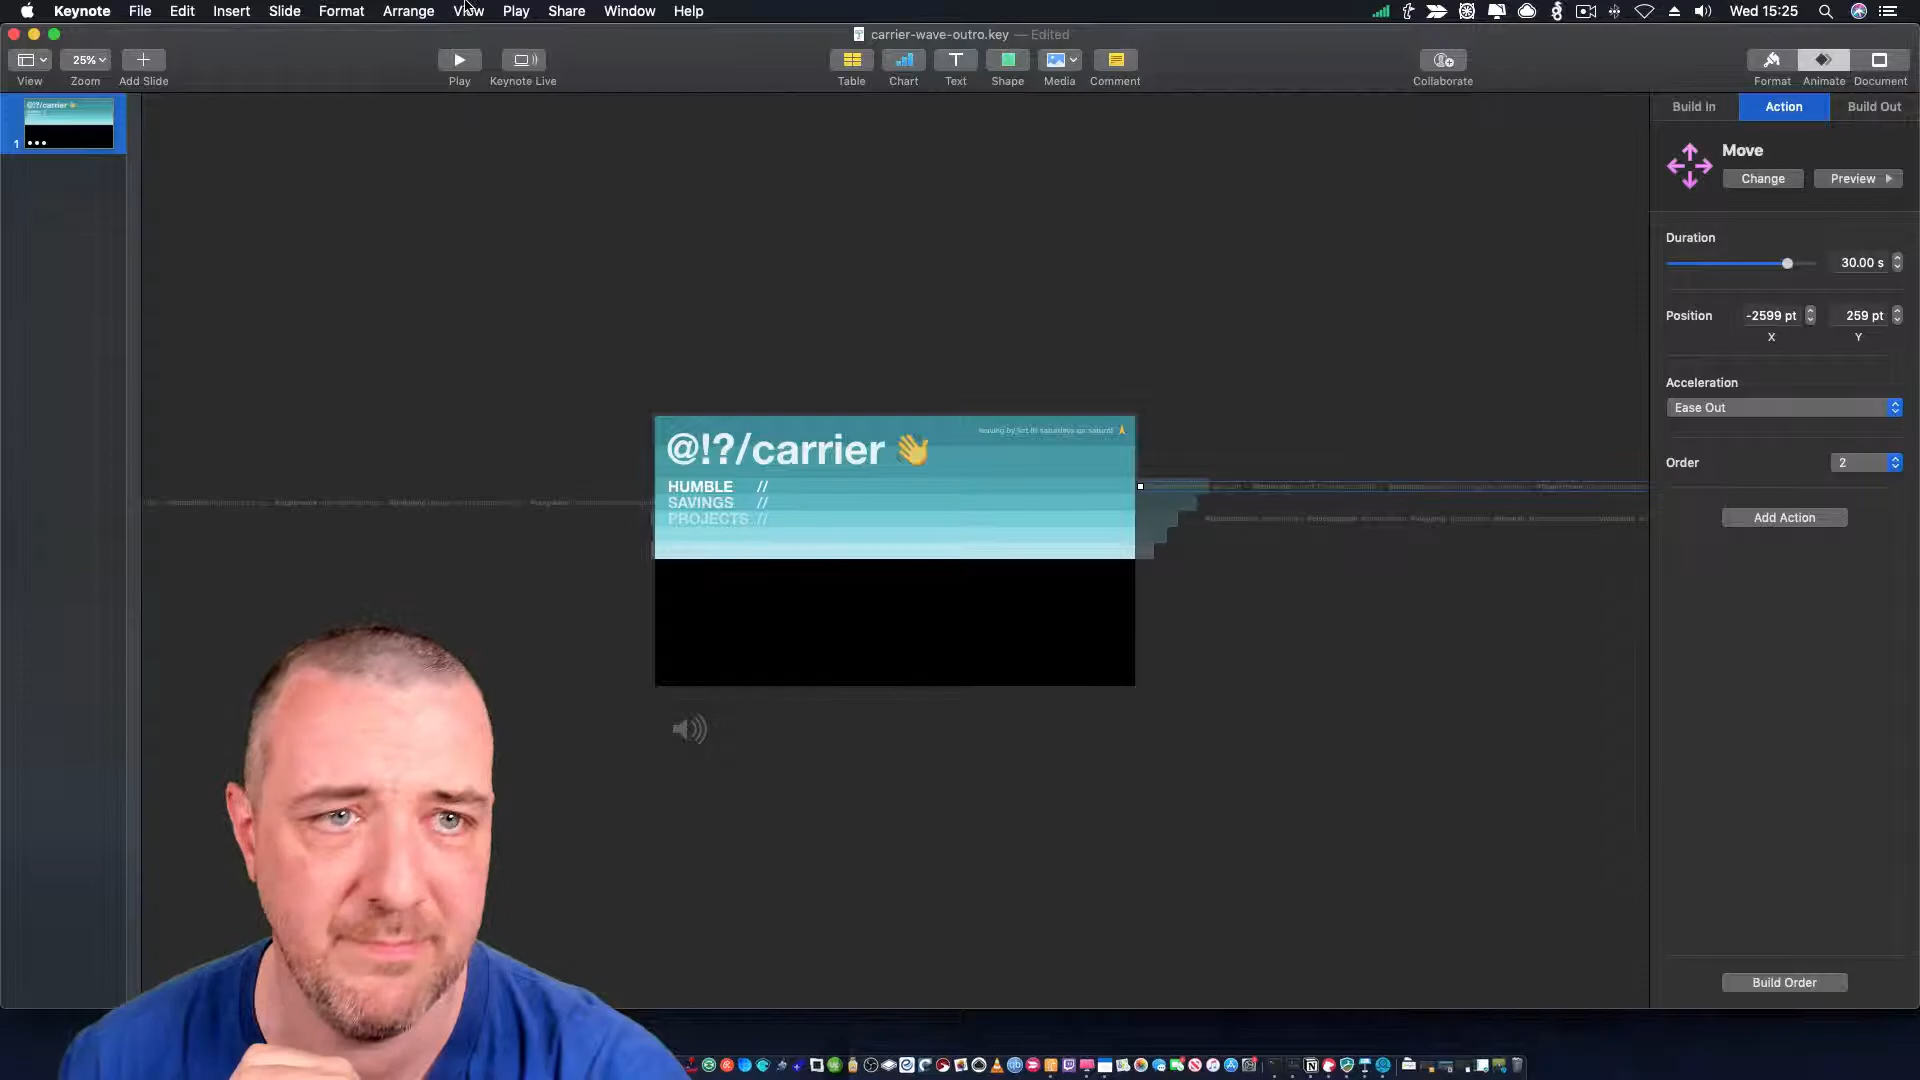 Keynote File Edit Insert Slide Format Arrange View Play Share Window Help Wed 15:25
carrier-wave-outro.key — Edited
25%
View Zoom Add Slide Play Keynote Live Table Chart Text Shape Media Comment Collaborate Format Animate Document
@!?/carrier
1
Build In Action Build Out
Move
Change Preview
Duration
30.00 s
Position -2599 pt 259 pt
X Y
Acceleration
Ease Out
Order 2
Add Action
Build Order
@!?/carrier 👋
HUMBLE //
SAVINGS //
PROJECTS //